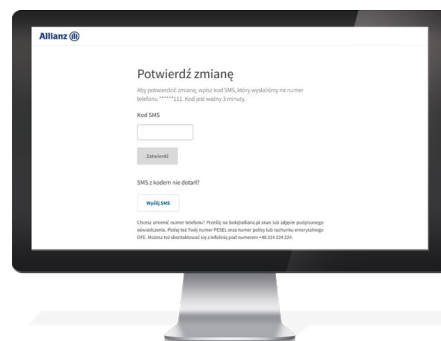 Allianz
Potwierdź zmianę
Aby potwierdzić zmianę, wpisz kod SMS, który wysłaliśmy na numer
telefonu ******111. Kod jest ważny 3 minuty.
Kod SMS
Zatwierdź
SMS z kodem nie dotarł?
Wyślij SMS
Chcesz zmienić numer telefonu? Prześlij na bok@allianz.pl skan lub zdjęcie podpisanego
oświadczenia. Podaj też Twój numer PESEL oraz numer polisy lub rachunku emerytalnego
OFE. Możesz też skontaktować się z infolinią pod numerem +48 224 224 224.